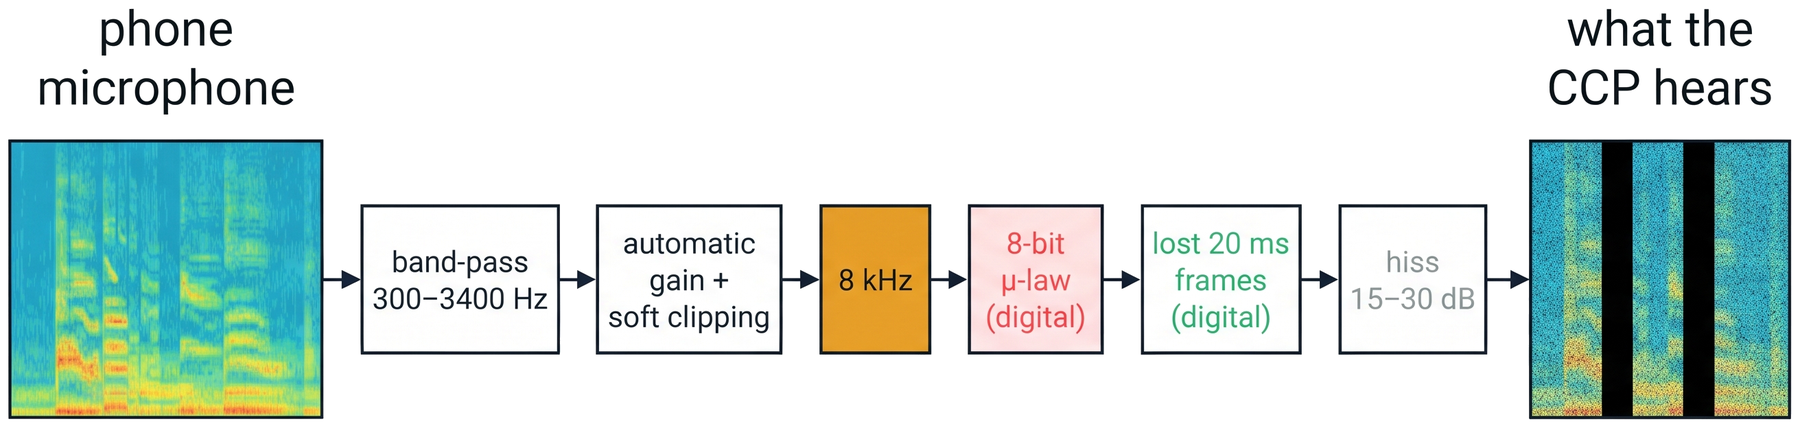 phone
microphone
what the
CCP hears
band-pass
300–3400 Hz
automatic
gain +
soft clipping
8 kHz
8-bit
μ-law
(digital)
lost 20 ms
frames
(digital)
hiss
15–30 dB